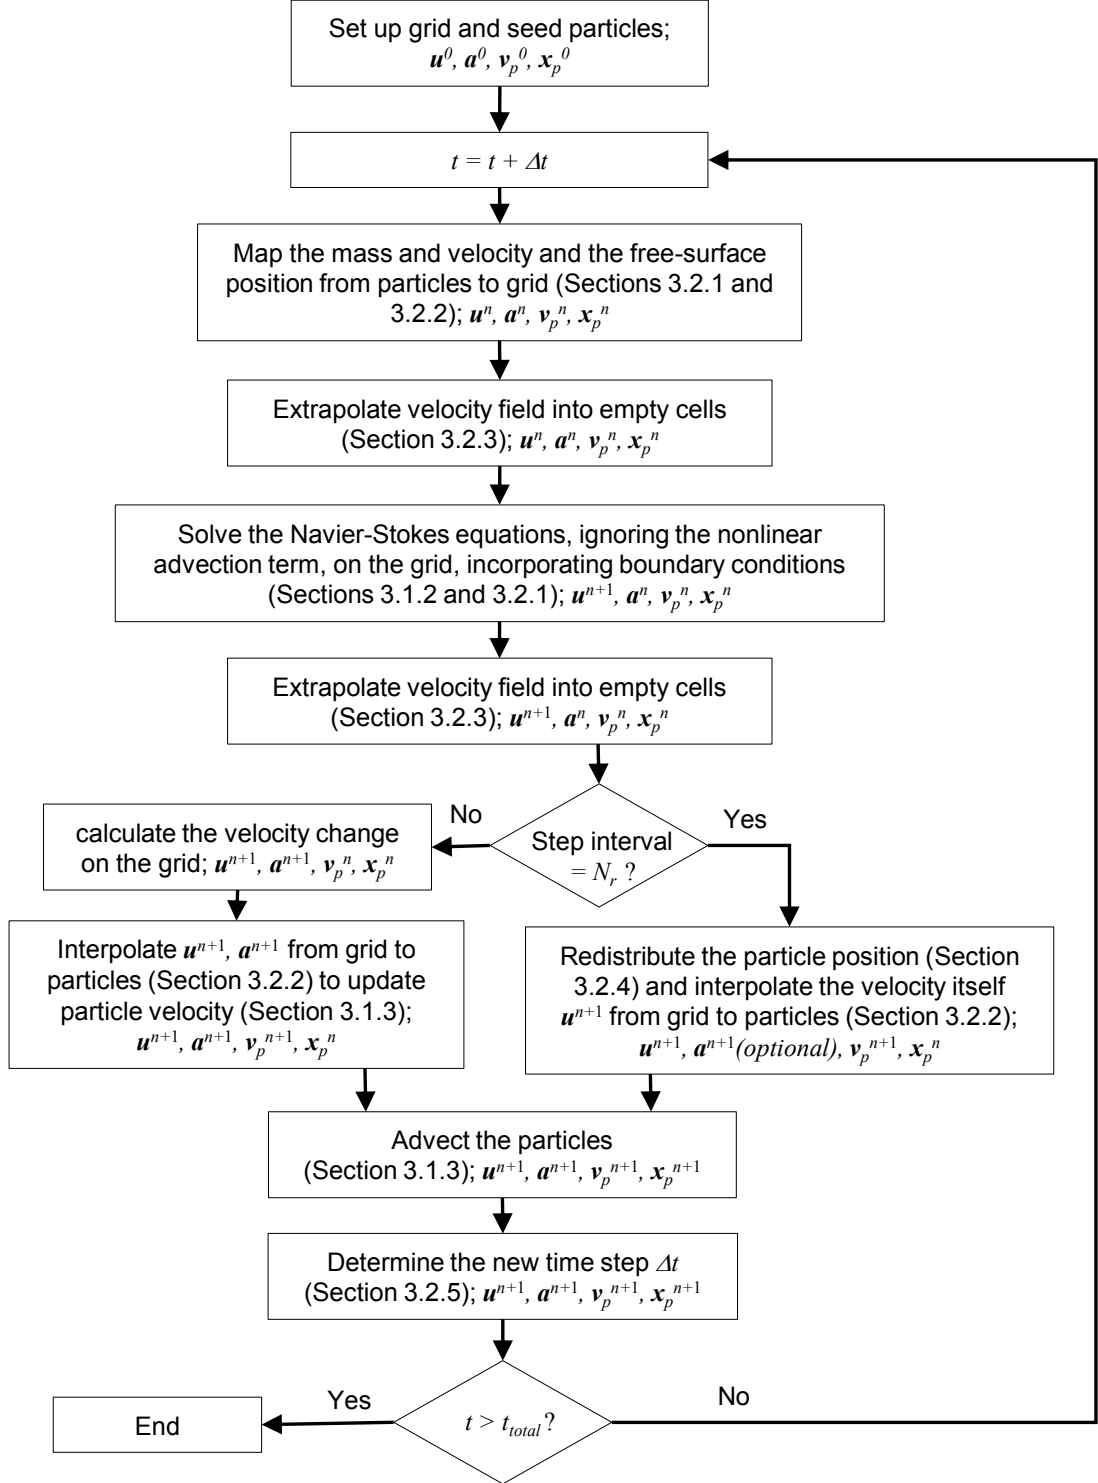 Set up grid and seed particles;
u⁰, a⁰, vₚ⁰, xₚ⁰
t = t + Δt
Map the mass and velocity and the free-surface
position from particles to grid (Sections 3.2.1 and
3.2.2); uⁿ, aⁿ, vₚⁿ, xₚⁿ
Extrapolate velocity field into empty cells
(Section 3.2.3); uⁿ, aⁿ, vₚⁿ, xₚⁿ
Solve the Navier-Stokes equations, ignoring the nonlinear
advection term, on the grid, incorporating boundary conditions
(Sections 3.1.2 and 3.2.1); uⁿ⁺¹, aⁿ, vₚⁿ, xₚⁿ
Extrapolate velocity field into empty cells
(Section 3.2.3); uⁿ⁺¹, aⁿ, vₚⁿ, xₚⁿ
No
Yes
Step interval
= Nᵣ ?
calculate the velocity change
on the grid; uⁿ⁺¹, aⁿ⁺¹, vₚⁿ, xₚⁿ
Interpolate uⁿ⁺¹, aⁿ⁺¹ from grid to
particles (Section 3.2.2) to update
particle velocity (Section 3.1.3);
uⁿ⁺¹, aⁿ⁺¹, vₚⁿ⁺¹, xₚⁿ
Redistribute the particle position (Section
3.2.4) and interpolate the velocity itself
uⁿ⁺¹ from grid to particles (Section 3.2.2);
uⁿ⁺¹, aⁿ⁺¹(optional), vₚⁿ⁺¹, xₚⁿ
Advect the particles
(Section 3.1.3); uⁿ⁺¹, aⁿ⁺¹, vₚⁿ⁺¹, xₚⁿ⁺¹
Determine the new time step Δt
(Section 3.2.5); uⁿ⁺¹, aⁿ⁺¹, vₚⁿ⁺¹, xₚⁿ⁺¹
Yes
No
End
t > t_total?